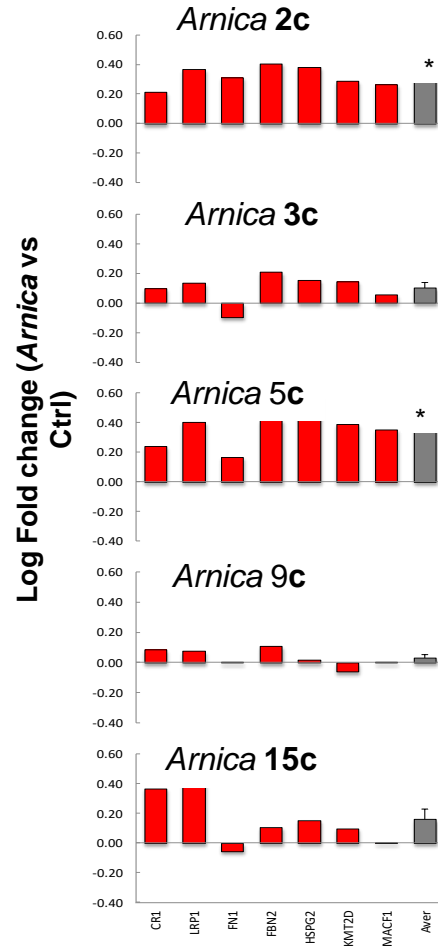 Arnica 2c
0.60
0.40
0.20
0.00
-0.20
-0.40
*
Arnica 3c
0.60
0.40
0.20
0.00
-0.20
-0.40
Log Fold change (Arnica vs
Ctrl)
Arnica 5c
0.60
0.40
0.20
0.00
-0.20
-0.40
*
Arnica 9c
0.60
0.40
0.20
0.00
-0.20
-0.40
Arnica 15c
0.60
0.40
0.20
0.00
-0.20
-0.40
CR1
LRP1
FN1
FBN2
HSPG2
KMT2D
MACF1
Aver